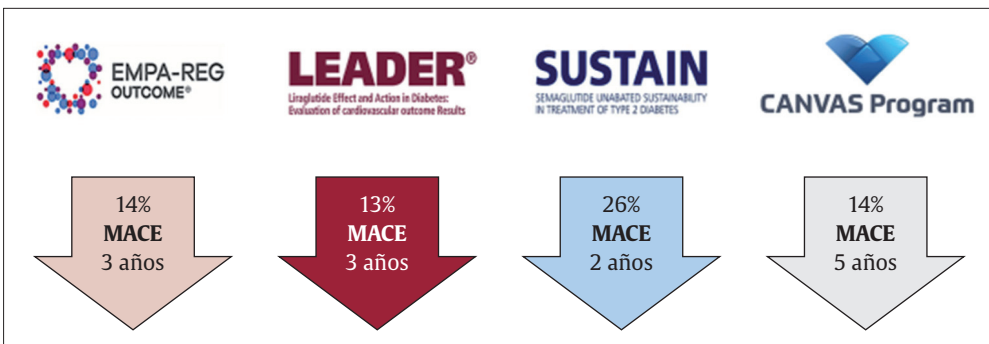 EMPA-REG
OUTCOME®
LEADER®
Liraglutide Effect and Action in Diabetes:
Evaluation of cardiovascular outcome Results
SUSTAIN
SEMAGLUTIDE UNABATED SUSTAINABILITY
IN TREATMENT OF TYPE 2 DIABETES
CANVAS Program
14%
MACE
3 años
13%
MACE
3 años
26%
MACE
2 años
14%
MACE
5 años